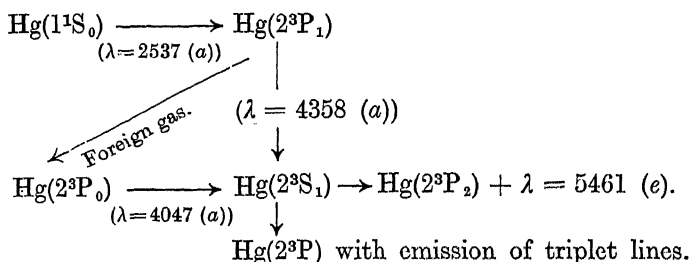 Hg(1¹S₀) ⟶ Hg(2³P₁)
(λ=2537 (a))
Foreign gas.
(λ = 4358 (a))
Hg(2³P₀) ⟶ Hg(2³S₁) → Hg(2³P₂) + λ = 5461 (e).
(λ=4047 (a))
Hg(2³P) with emission of triplet lines.